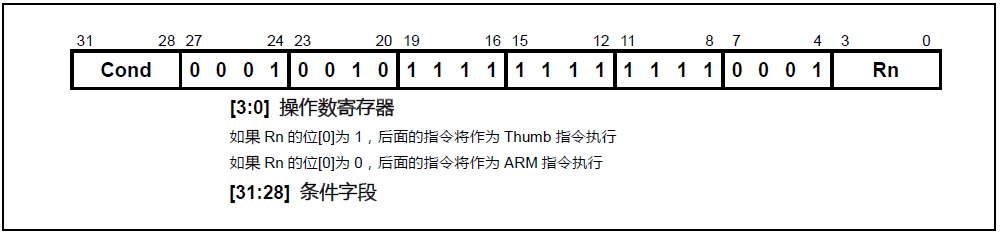 31 28 27 24 23 20 19 16 15 12 11 8 7 4 3 0
Cond 0 0 0 1 0 0 1 0 1 1 1 1 1 1 1 1 1 1 1 1 0 0 0 1 Rn
[3:0] 操作数寄存器
如果 Rn 的位[0]为 1，后面的指令将作为 Thumb 指令执行
如果 Rn 的位[0]为 0，后面的指令将作为 ARM 指令执行
[31:28] 条件字段